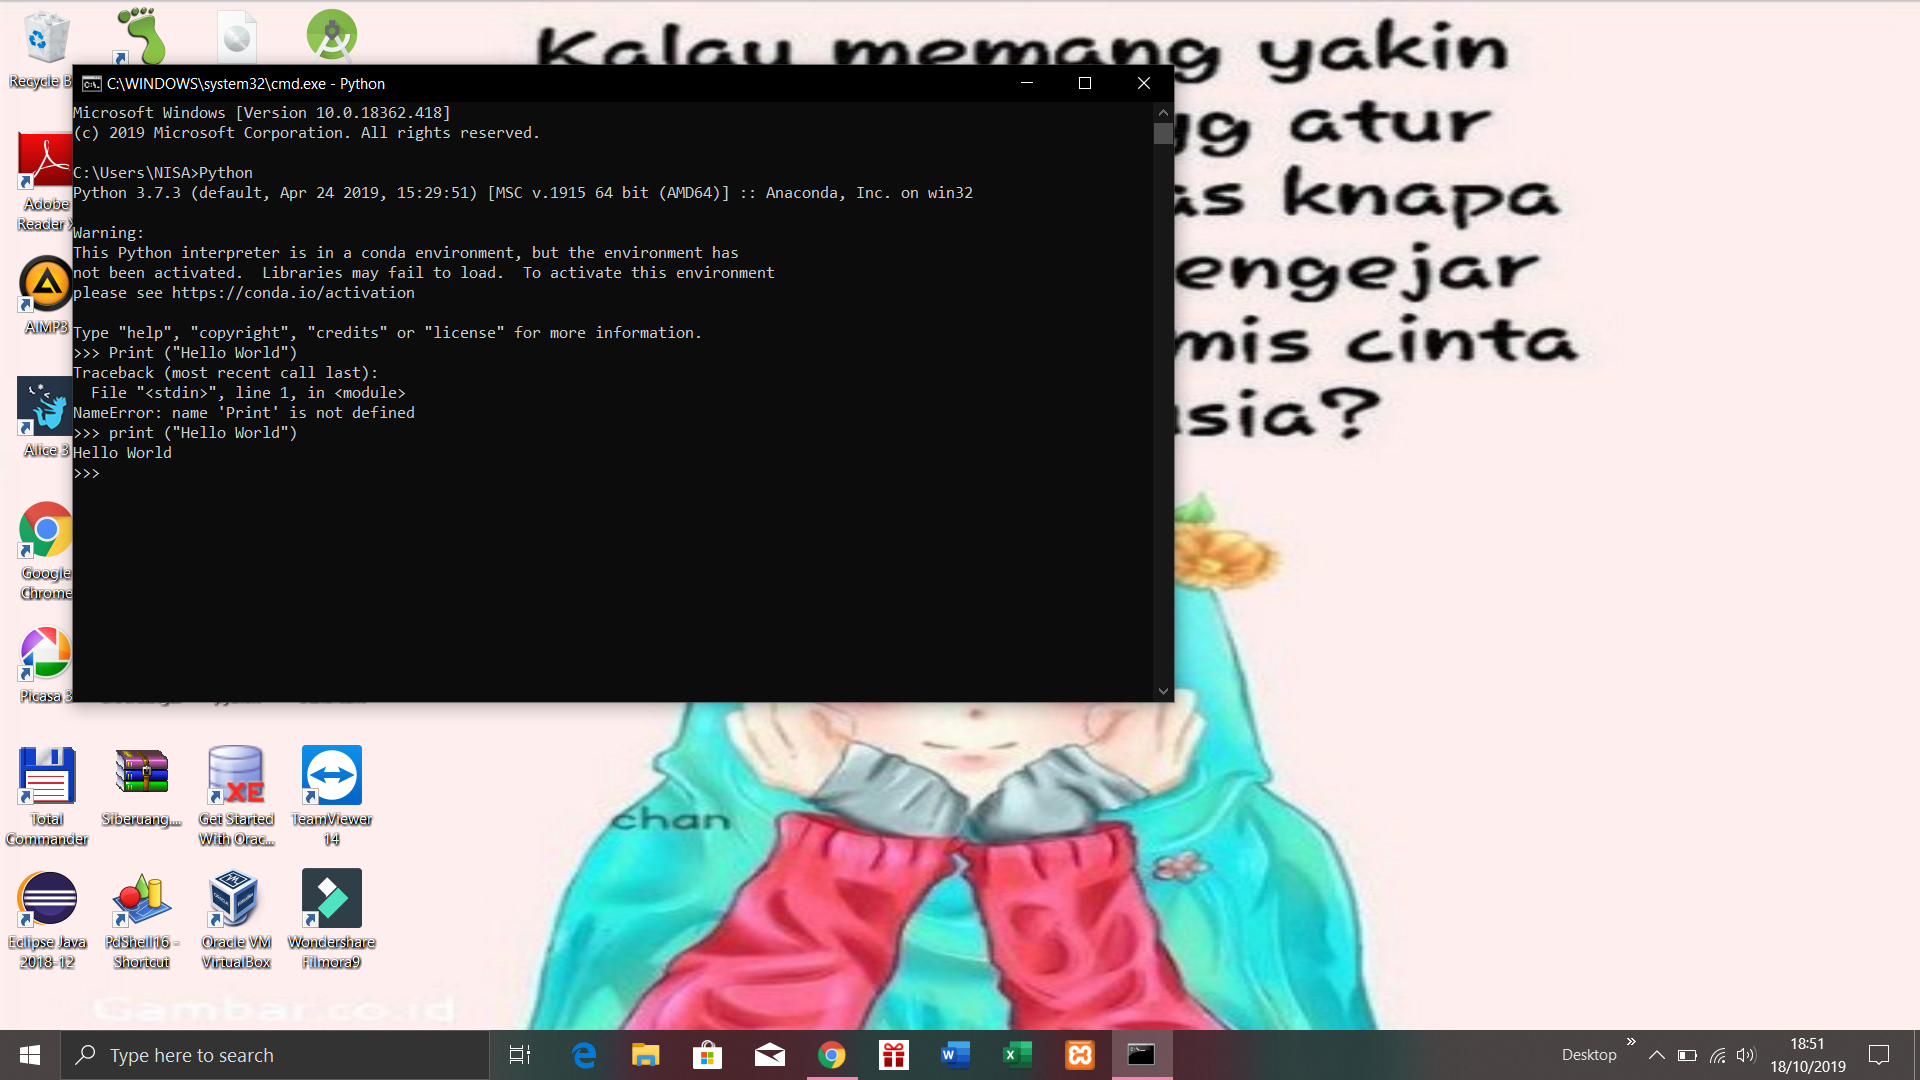 Kalau memang yakin
yg atur
as knapa
engejar
mis cinta
usia?
chan
Gambar.co.id
C:\WINDOWS\system32\cmd.exe - Python
Microsoft Windows [Version 10.0.18362.418]
(c) 2019 Microsoft Corporation. All rights reserved.
C:\Users\NISA>Python
Python 3.7.3 (default, Apr 24 2019, 15:29:51) [MSC v.1915 64 bit (AMD64)] :: Anaconda, Inc. on win32
Warning:
This Python interpreter is in a conda environment, but the environment has
not been activated.  Libraries may fail to load.  To activate this environment
please see https://conda.io/activation
Type "help", "copyright", "credits" or "license" for more information.
>>> Print ("Hello World")
Traceback (most recent call last):
  File "<stdin>", line 1, in <module>
NameError: name 'Print' is not defined
>>> print ("Hello World")
Hello World
>>>
Recycle B
Adobe
Reader X
AIMP3
Alice 3
Google
Chrome
Picasa 3
Total
Commander
Siberuang....
Get Started
With Orac...
TeamViewer
14
Eclipse Java
2018-12
PdShell16 -
Shortcut
Oracle VM
VirtualBox
Wondershare
Filmora9
Type here to search
Desktop
18:51
18/10/2019